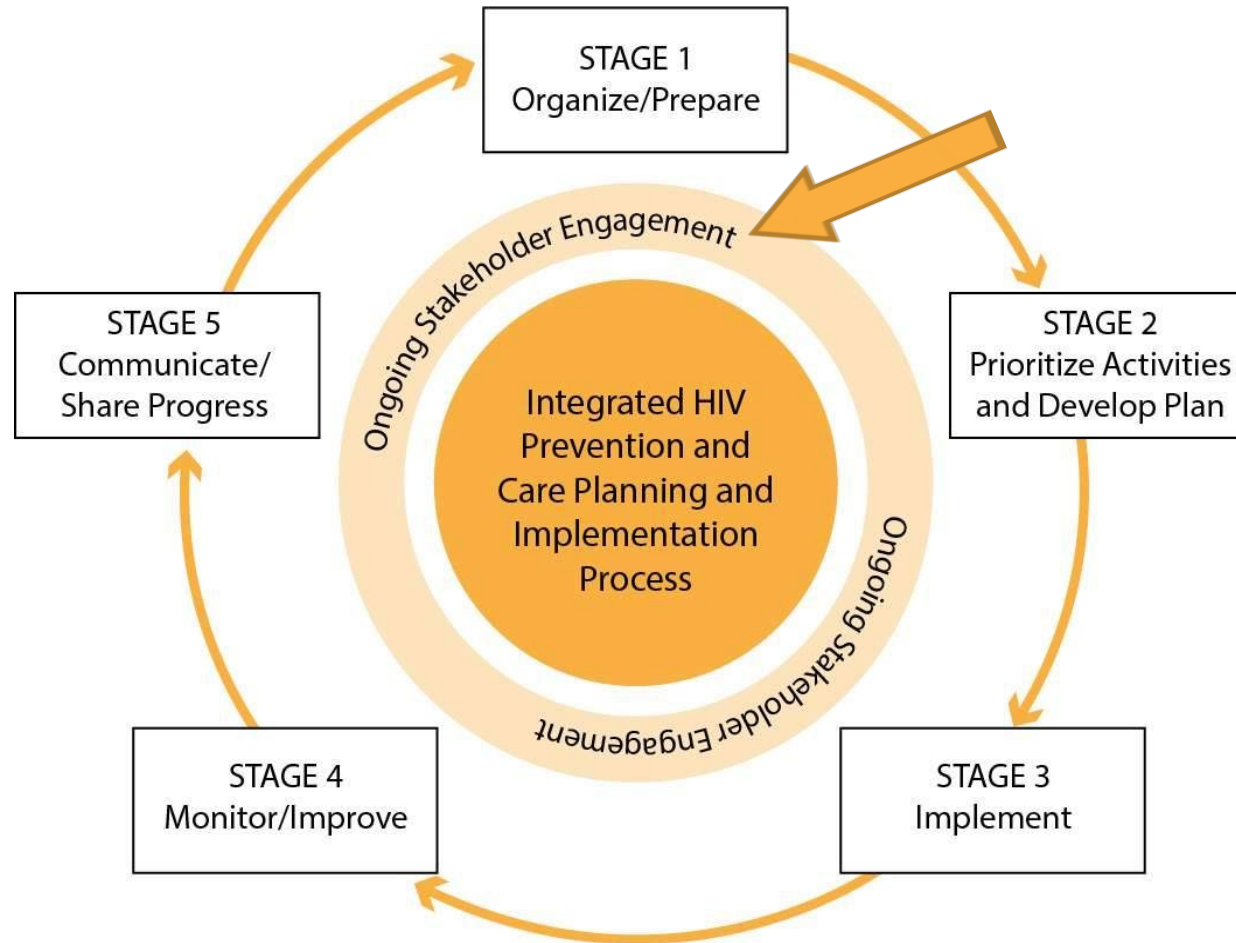 STAGE 1
Organize/Prepare
STAGE 2
Prioritize Activities
and Develop Plan
STAGE 3
Implement
STAGE 4
Monitor/Improve
STAGE 5
Communicate/
Share Progress
Ongoing Stakeholder Engagement
Ongoing Stakeholder Engagement
Integrated HIV
Prevention and
Care Planning and
Implementation
Process